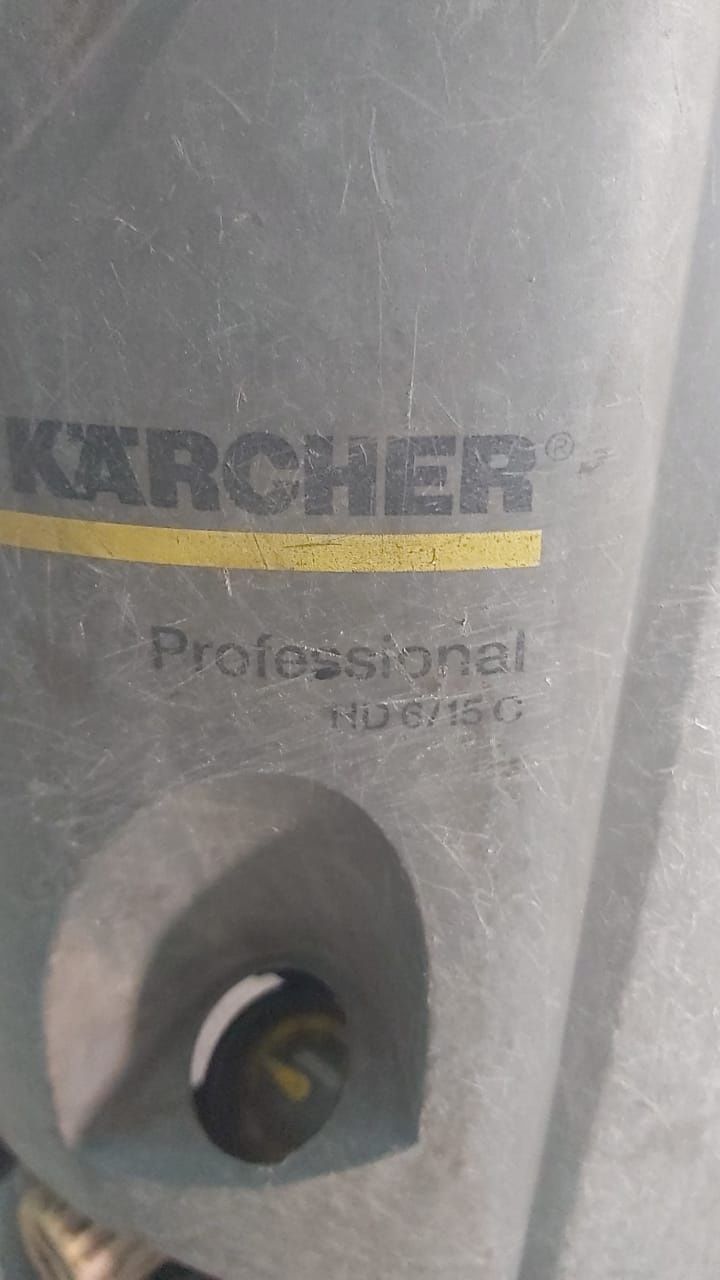 KÄRCHER®
Professional
HD 6/15 C